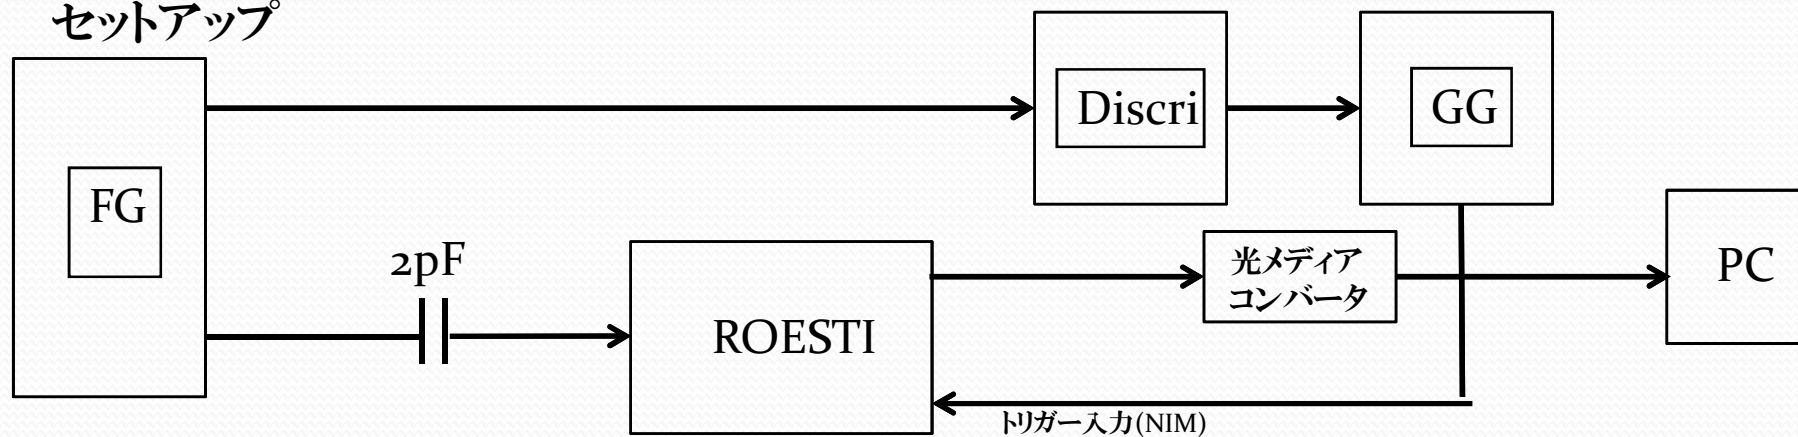 セットアップ
Discri
GG
FG
2pF
光メディア
コンバータ
PC
ROESTI
トリガー入力(NIM)